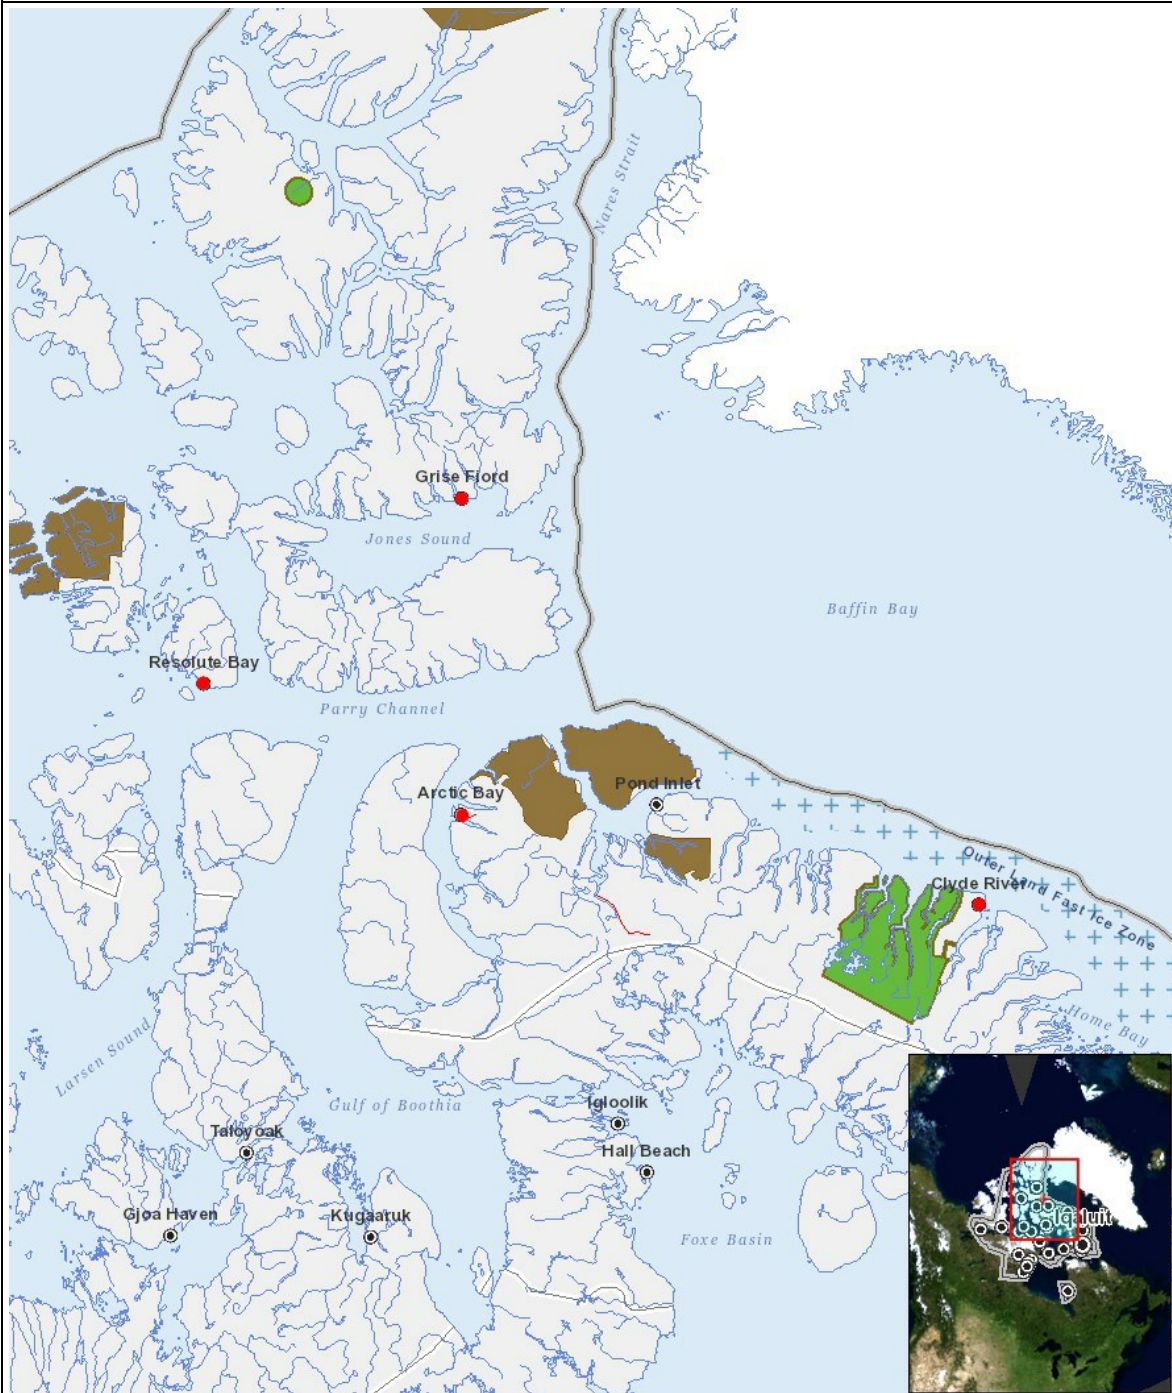 Nares Strait
Grise Fiord
Jones Sound
Baffin Bay
Resolute Bay
Parry Channel
Pond Inlet
Arctic Bay
Outer Land Fast Ice Zone
Clyde River
Home Bay
Larsen Sound
Gulf of Boothia
Igloolik
Taloyoak
Hall Beach
Gjoa Haven
Kugaaruk
Foxe Basin
Iqaluit